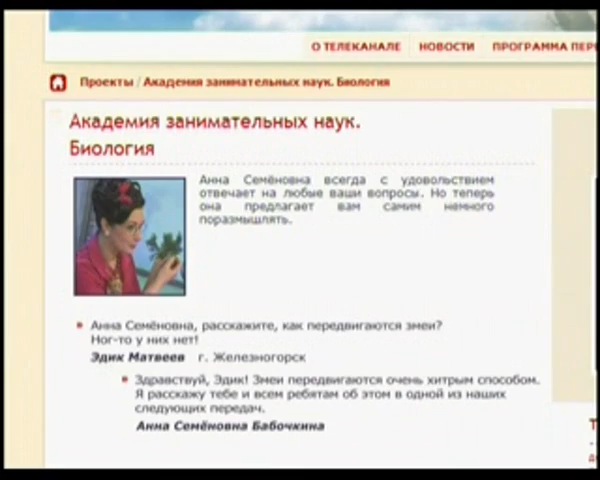 О ТЕЛЕКАНАЛЕ НОВОСТИ ПРОГРАММА
Проекты / Академия занимательных наук. Биология
Академия занимательных наук.
Биология
Анна Семёновна всегда с удовольствием
отвечает на любые ваши вопросы. Но теперь
она предлагает вам самим немного
поразмышлять.
Анна Семёновна, расскажите, как передвигаются змеи?
Ног-то у них нет!
Эдик Матвеев г. Железногорск
Здравствуй, Эдик! Змеи передвигаются очень хитрым способом.
Я расскажу тебе и всем ребятам об этом в одной из наших
следующих передач.
Анна Семёновна Бабочкина